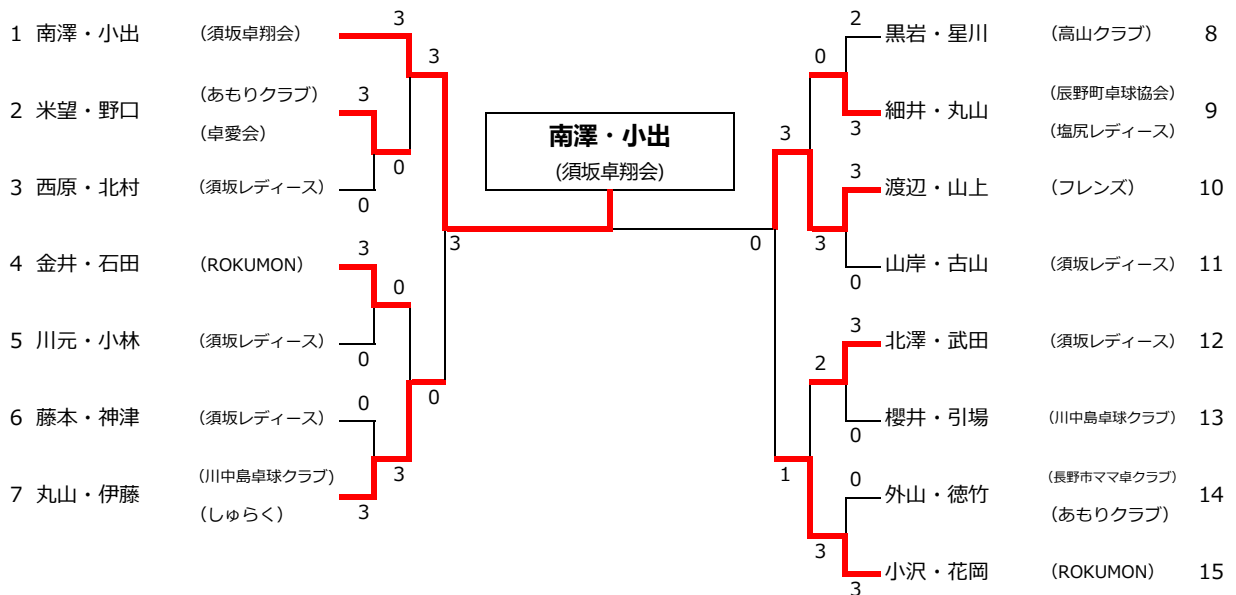 3
1 南澤・小出 (須坂卓翔会)
3
2 米望・野口 (あもりクラブ)
(卓愛会)
3
0
3 西原・北村 (須坂レディース)
0
4 金井・石田 (ROKUMON)
3
0
5 川元・小林 (須坂レディース)
0
6 藤本・神津 (須坂レディース)
0
0
7 丸山・伊藤 (川中島卓球クラブ)
(しゅらく)
3
3
3
南澤・小出
(須坂卓翔会)
0
2
黒岩・星川 (高山クラブ) 8
0
細井・丸山 (辰野町卓球協会) 9
(塩尻レディース)
3
3
3
渡辺・山上 (フレンズ) 10
3
山岸・古山 (須坂レディース) 11
0
3
北澤・武田 (須坂レディース) 12
2
櫻井・引場 (川中島卓球クラブ) 13
0
1
0
外山・徳竹 (長野市ママ卓クラブ) 14
(あもりクラブ)
3
小沢・花岡 (ROKUMON) 15
3